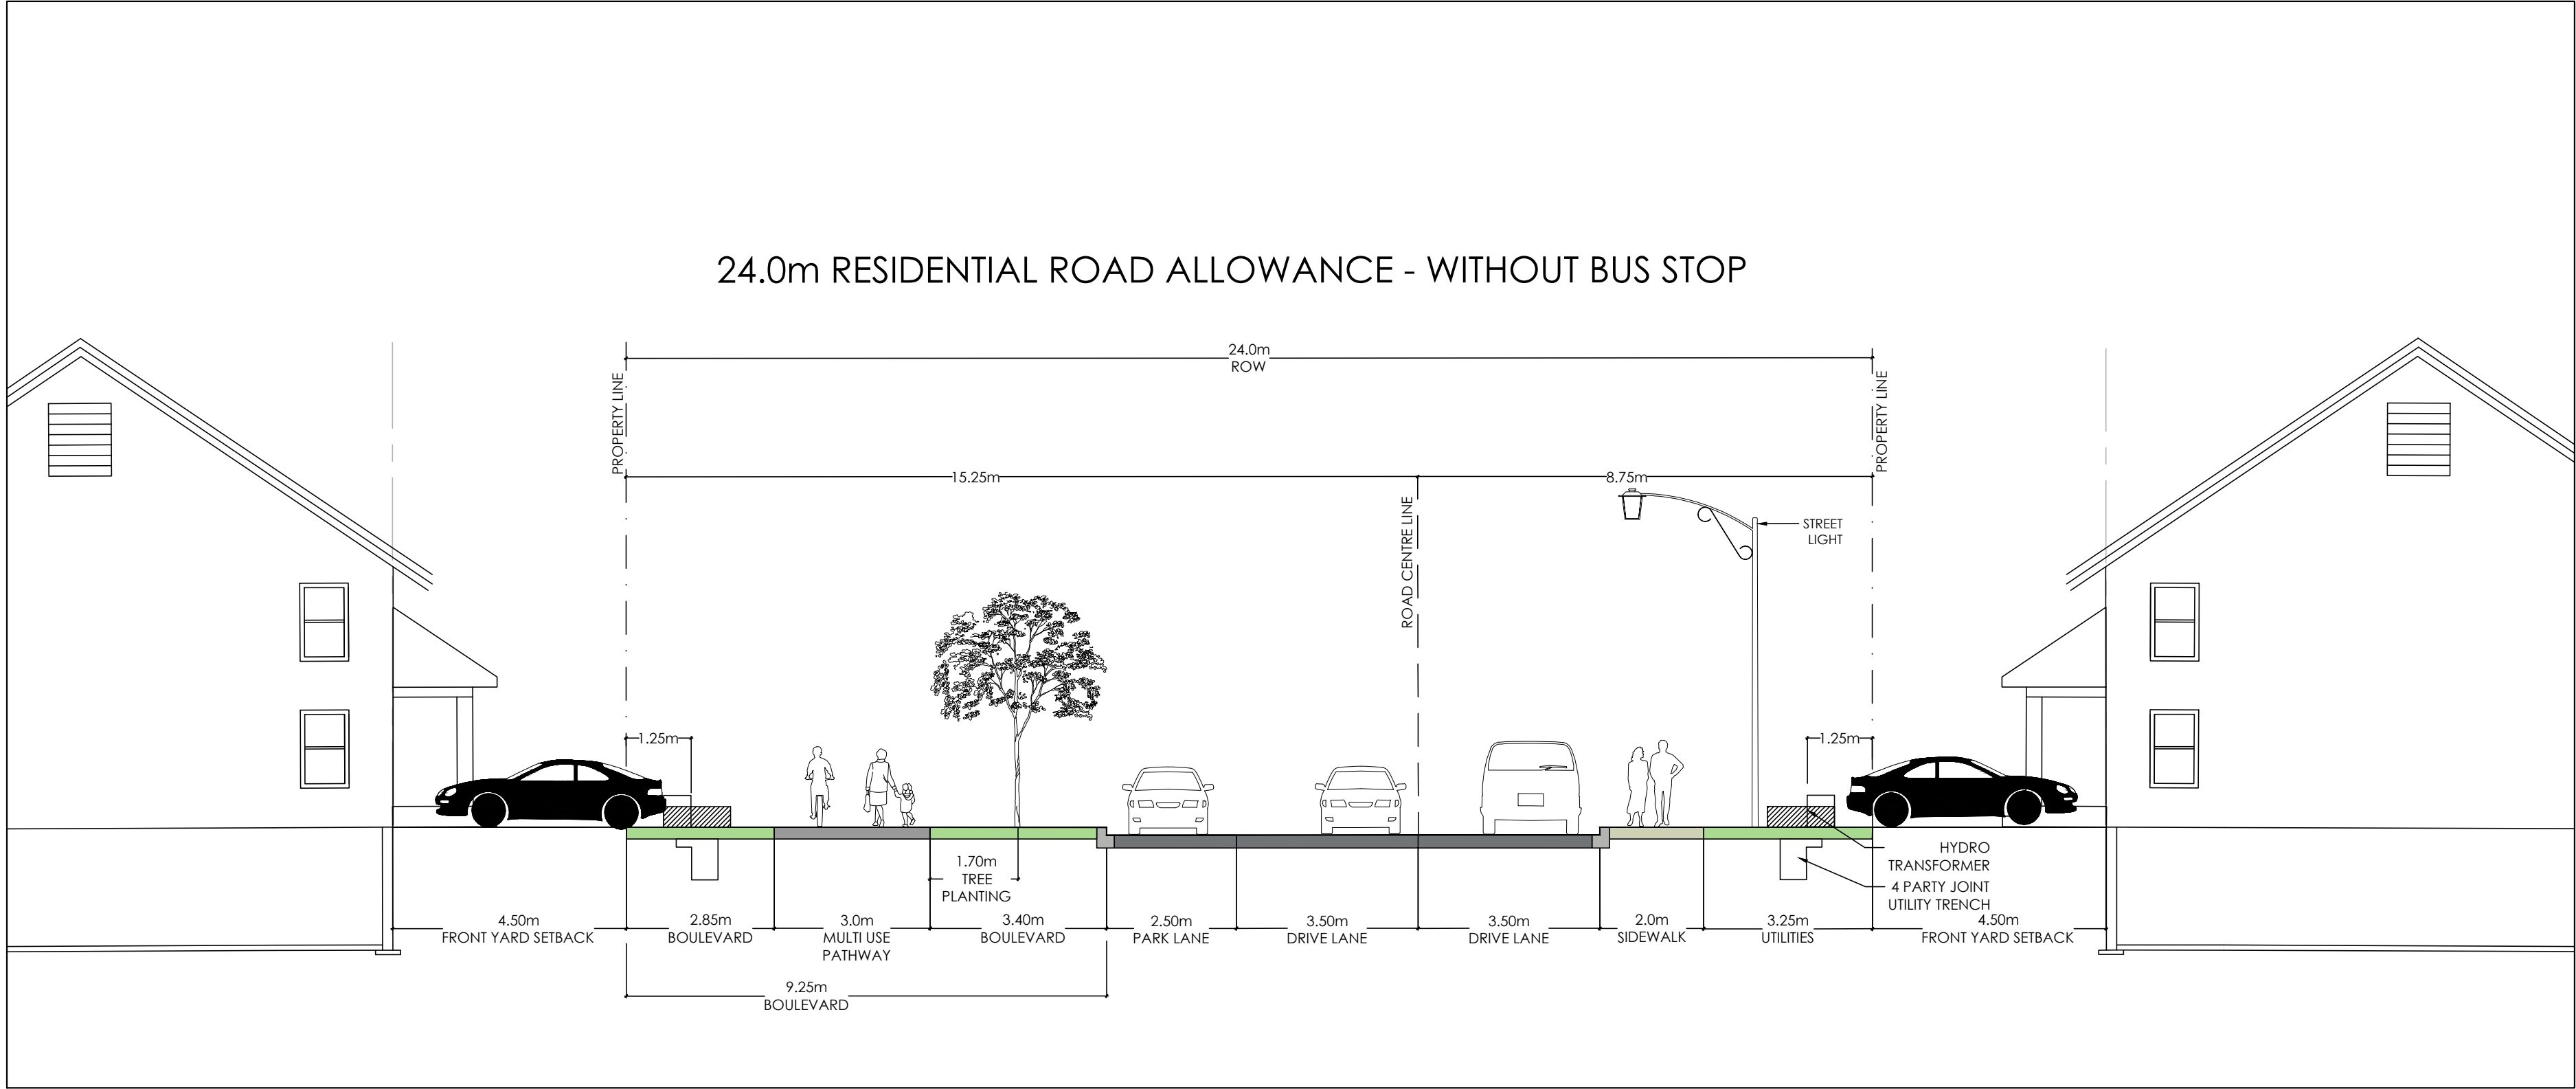 24.0m RESIDENTIAL ROAD ALLOWANCE - WITHOUT BUS STOP
24.0m
ROW
PROPERTY LINE
PROPERTY LINE
15.25m
8.75m
ROAD CENTRE LINE
STREET
LIGHT
1.25m
1.25m
HYDRO
TRANSFORMER
4 PARTY JOINT
UTILITY TRENCH
1.70m
TREE
PLANTING
4.50m
FRONT YARD SETBACK
2.85m
BOULEVARD
3.0m
MULTI USE
PATHWAY
3.40m
BOULEVARD
2.50m
PARK LANE
3.50m
DRIVE LANE
3.50m
DRIVE LANE
2.0m
SIDEWALK
3.25m
UTILITIES
4.50m
FRONT YARD SETBACK
9.25m
BOULEVARD